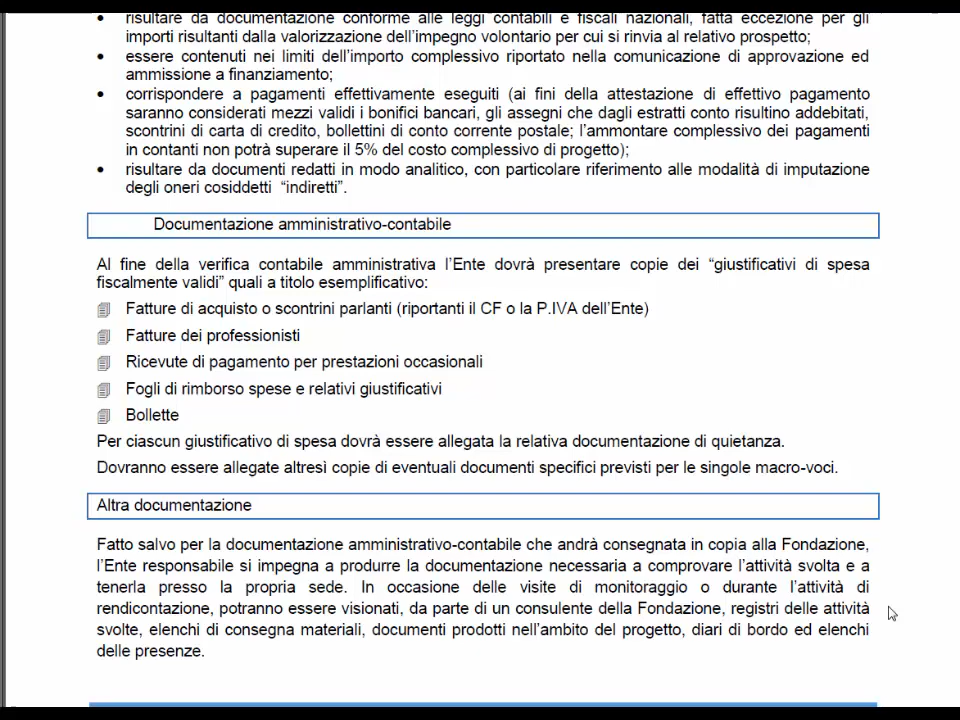 • risultare da documentazione conforme alle leggi contabili e fiscali nazionali, fatta eccezione per gli
importi risultanti dalla valorizzazione dell'impegno volontario per cui si rinvia al relativo prospetto;
• essere contenuti nei limiti dell'importo complessivo riportato nella comunicazione di approvazione ed
ammissione a finanziamento;
• corrispondere a pagamenti effettivamente eseguiti (ai fini della attestazione di effettivo pagamento
saranno considerati mezzi validi i bonifici bancari, gli assegni che dagli estratti conto risultino addebitati,
scontrini di carta di credito, bollettini di conto corrente postale; l'ammontare complessivo dei pagamenti
in contanti non potrà superare il 5% del costo complessivo di progetto);
• risultare da documenti redatti in modo analitico, con particolare riferimento alle modalità di imputazione
degli oneri cosiddetti “indiretti”.
Documentazione amministrativo-contabile
Al fine della verifica contabile amministrativa l'Ente dovrà presentare copie dei “giustificativi di spesa
fiscalmente validi” quali a titolo esemplificativo:
Fatture di acquisto o scontrini parlanti (riportanti il CF o la P.IVA dell'Ente)
Fatture dei professionisti
Ricevute di pagamento per prestazioni occasionali
Fogli di rimborso spese e relativi giustificativi
Bollette
Per ciascun giustificativo di spesa dovrà essere allegata la relativa documentazione di quietanza.
Dovranno essere allegate altresì copie di eventuali documenti specifici previsti per le singole macro-voci.
Altra documentazione
Fatto salvo per la documentazione amministrativo-contabile che andrà consegnata in copia alla Fondazione,
l'Ente responsabile si impegna a produrre la documentazione necessaria a comprovare l'attività svolta e a
tenerla presso la propria sede. In occasione delle visite di monitoraggio o durante l'attività di
rendicontazione, potranno essere visionati, da parte di un consulente della Fondazione, registri delle attività
svolte, elenchi di consegna materiali, documenti prodotti nell'ambito del progetto, diari di bordo ed elenchi
delle presenze.